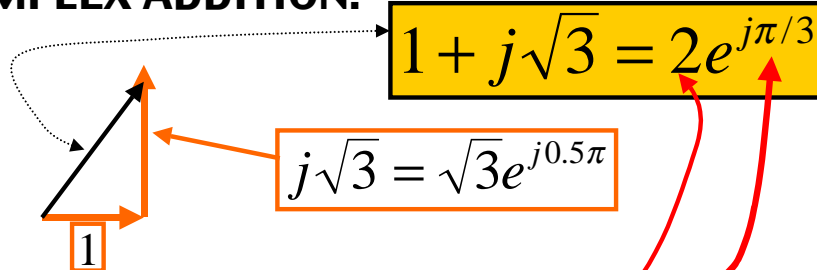 MPLEX ADDITION:
1 + j√3 = 2e^{jπ/3}
j√3 = √3e^{j0.5π}
1